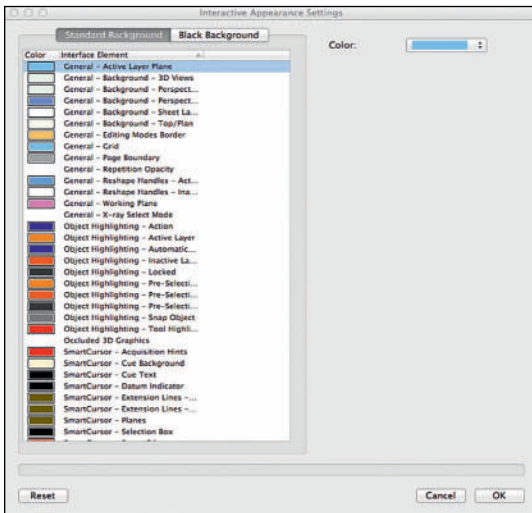 Interactive Appearance Settings
Standard Background Black Background
Color: 
Color Interface Element
General - Active Layer Plane
General - Background - 3D Views
General - Background - Perspect...
General - Background - Perspect...
General - Background - Sheet La...
General - Background - Top/Plan
General - Editing Modes Border
General - Grid
General - Page Boundary
General - Repetition Opacity
General - Reshape Handles - Act...
General - Reshape Handles - Ina...
General - Working Plane
General - X-ray Select Mode
Object Highlighting - Action
Object Highlighting - Active Layer
Object Highlighting - Automatic...
Object Highlighting - Inactive La...
Object Highlighting - Locked
Object Highlighting - Pre-Selecti...
Object Highlighting - Pre-Selecti...
Object Highlighting - Pre-Selecti...
Object Highlighting - Snap Object
Object Highlighting - Tool Highli...
Occluded 3D Graphics
SmartCursor - Acquisition Hints
SmartCursor - Cue Background
SmartCursor - Cue Text
SmartCursor - Datum Indicator
SmartCursor - Extension Lines -...
SmartCursor - Extension Lines -...
SmartCursor - Planes
SmartCursor - Selection Box
Reset Cancel OK